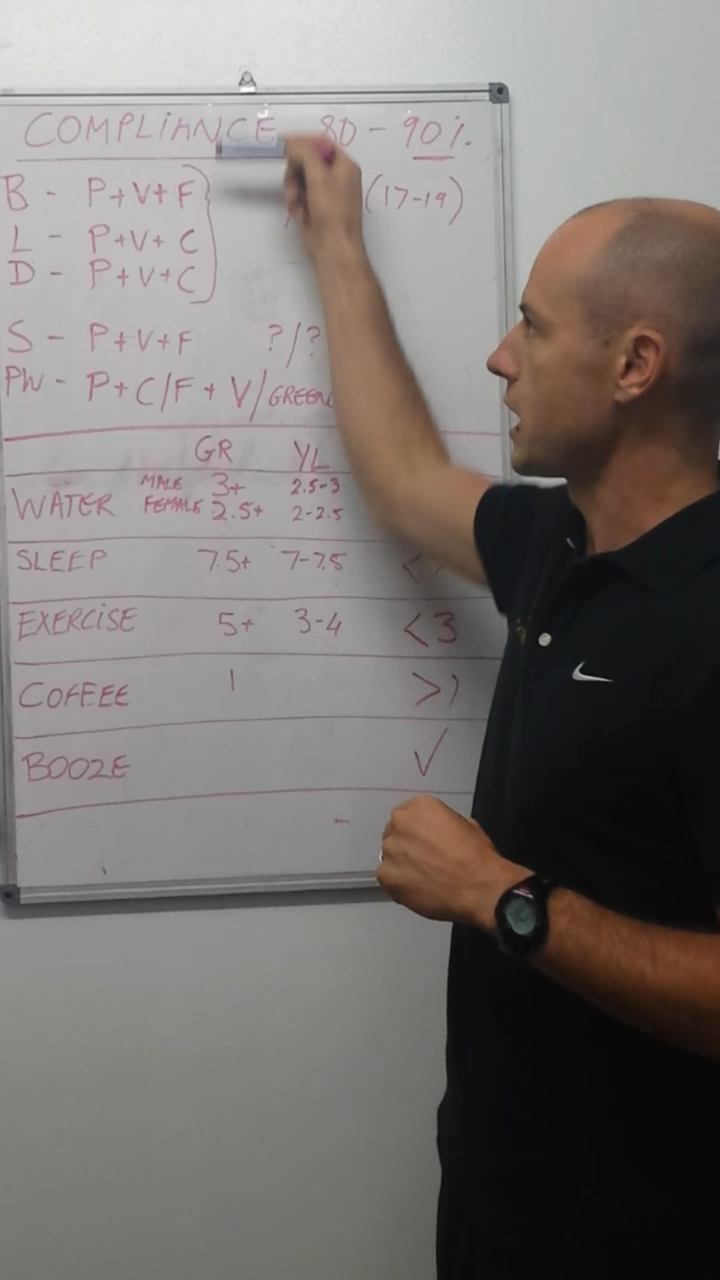 COMPLIANCE 80-90%.
B - P+V+F (17-19)
L - P+V+C
D - P+V+C
S - P+V+F ?/?
PW - P+C/F + V/GREEN
GR YL
WATER MALE 3+ 2.5-3
FEMALE 2.5+ 2-2.5
SLEEP 7.5+ 7-7.5 <
EXERCISE 5+ 3-4 <3
COFFEE 1 >1
BOOZE ✓